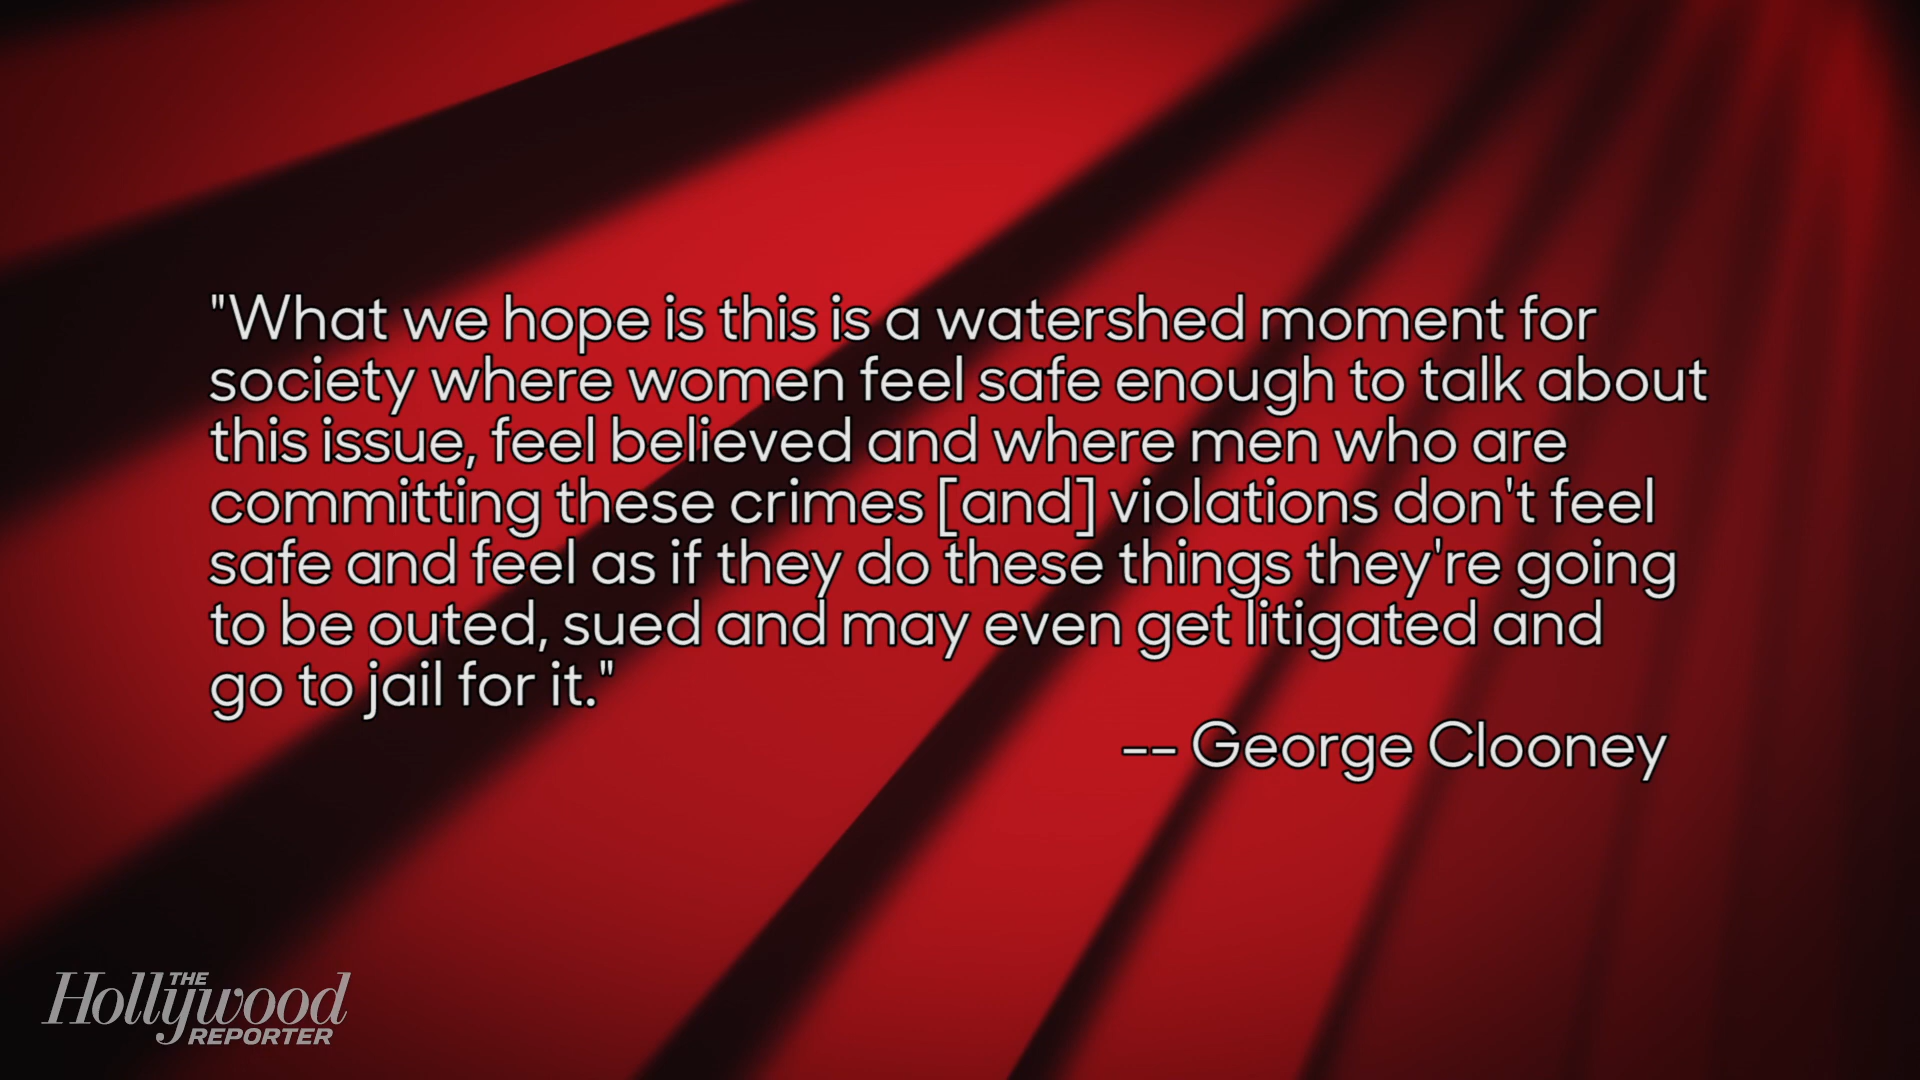 "What we hope is this is a watershed moment for
society where women feel safe enough to talk about
this issue, feel believed and where men who are
committing these crimes [and] violations don't feel
safe and feel as if they do these things they're going
to be outed, sued and may even get litigated and
go to jail for it."
-- George Clooney
THE
Hollywood
REPORTER